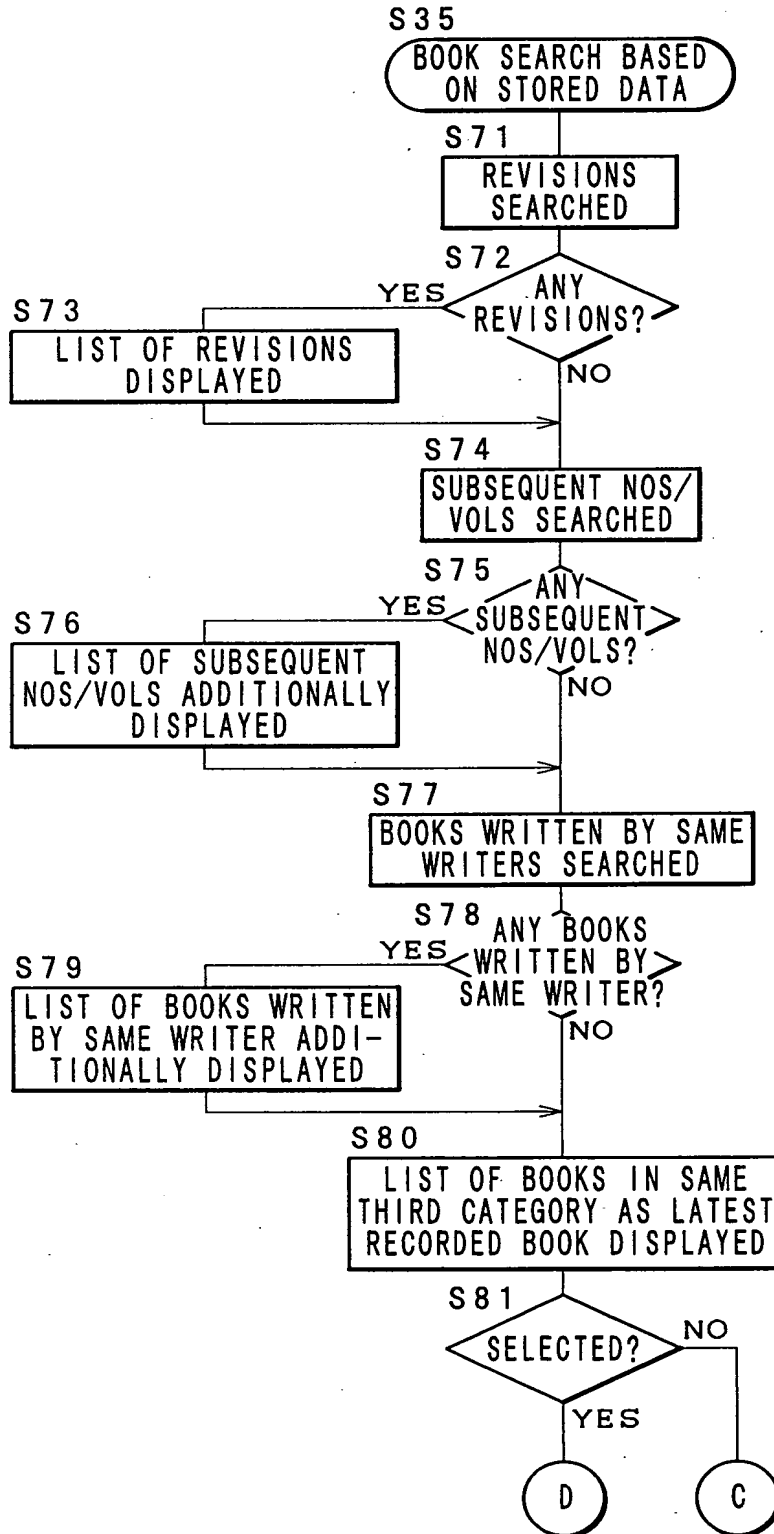 S35
BOOK SEARCH BASED
ON STORED DATA
S71
REVISIONS
SEARCHED
S72
YES
ANY
REVISIONS?
NO
S73
LIST OF REVISIONS
DISPLAYED
S74
SUBSEQUENT NOS/
VOLS SEARCHED
S75
YES
ANY
SUBSEQUENT
NOS/VOLS?
NO
S76
LIST OF SUBSEQUENT
NOS/VOLS ADDITIONALLY
DISPLAYED
S77
BOOKS WRITTEN BY SAME
WRITERS SEARCHED
S78
YES
ANY BOOKS
WRITTEN BY
SAME WRITER?
NO
S79
LIST OF BOOKS WRITTEN
BY SAME WRITER ADDI-
TIONALLY DISPLAYED
S80
LIST OF BOOKS IN SAME
THIRD CATEGORY AS LATEST
RECORDED BOOK DISPLAYED
S81
SELECTED?
NO
YES
D
C